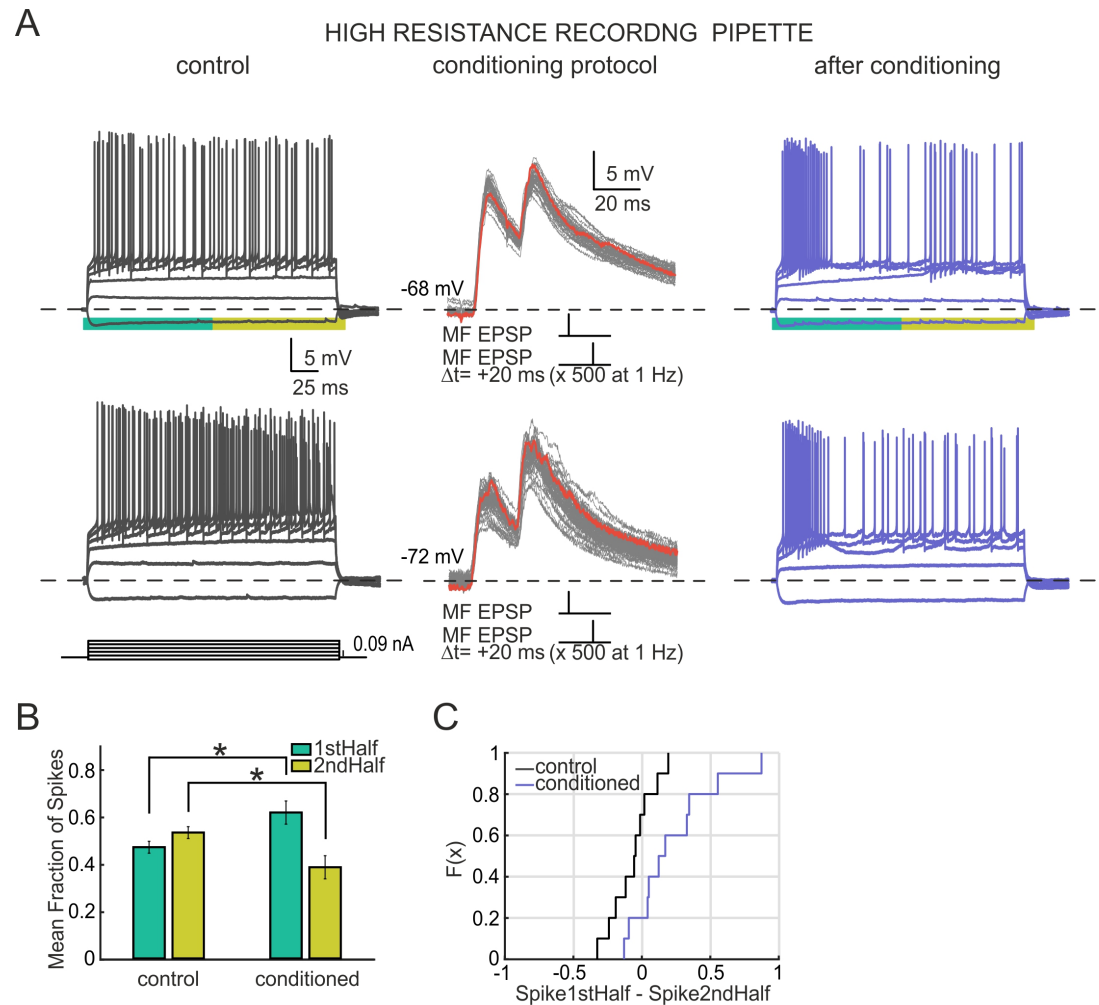 A
HIGH RESISTANCE RECORDNG PIPETTE
control
conditioning protocol
after conditioning
5 mV
20 ms
-68 mV
MF EPSP
MF EPSP
Δt= +20 ms (x 500 at 1 Hz)
5 mV
25 ms
-72 mV
MF EPSP
MF EPSP
Δt= +20 ms (x 500 at 1 Hz)
0.09 nA
B
Mean Fraction of Spikes
0.8
0.6
0.4
0.2
0
*
*
1stHalf
2ndHalf
control
conditioned
C
F(x)
1
0.8
0.6
0.4
0.2
0
control
conditioned
-1
-0.5
0
0.5
1
Spike1stHalf - Spike2ndHalf